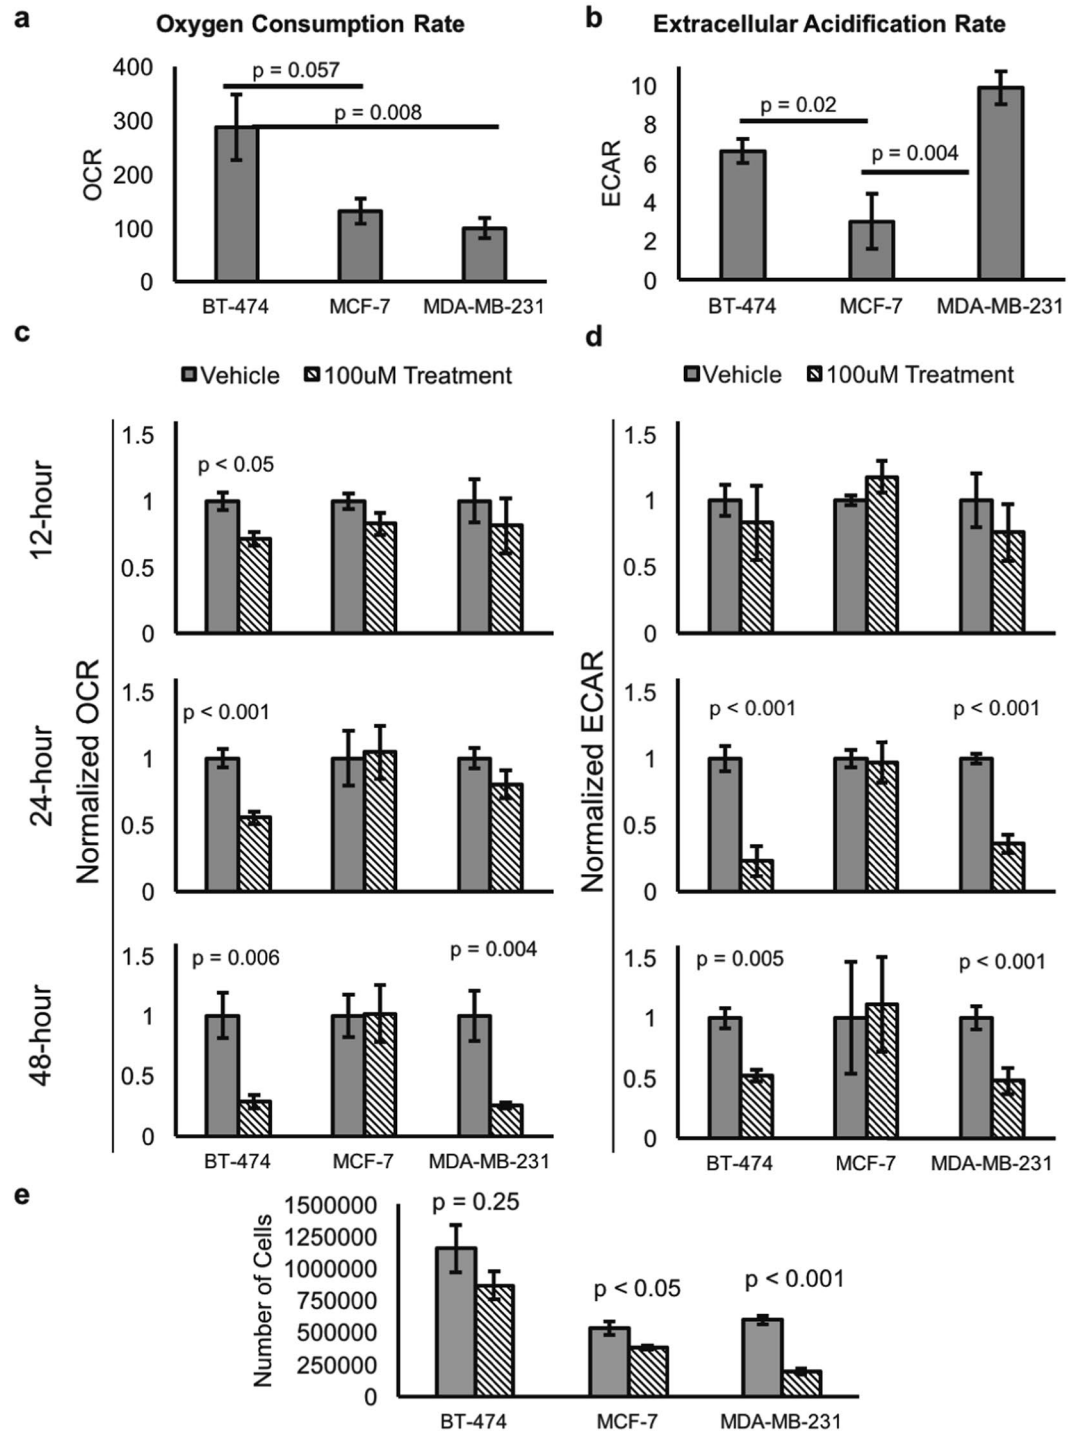 a Oxygen Consumption Rate
400
300
200
100
0
OCR
p = 0.057
p = 0.008
BT-474 MCF-7 MDA-MB-231
b Extracellular Acidification Rate
10
8
6
4
2
0
ECAR
p = 0.02
p = 0.004
BT-474 MCF-7 MDA-MB-231
c
Vehicle 100uM Treatment
Normalized OCR
12-hour
1.5
1
0.5
0
p < 0.05
24-hour
1.5
1
0.5
0
p < 0.001
48-hour
1.5
1
0.5
0
p = 0.006 p = 0.004
BT-474 MCF-7 MDA-MB-231
d
Vehicle 100uM Treatment
Normalized ECAR
1.5
1
0.5
0
1.5
1
0.5
0
p < 0.001 p < 0.001
1.5
1
0.5
0
p = 0.005 p < 0.001
BT-474 MCF-7 MDA-MB-231
e
Number of Cells
1500000
1250000
1000000
750000
500000
250000
0
p = 0.25
p < 0.05
p < 0.001
BT-474 MCF-7 MDA-MB-231